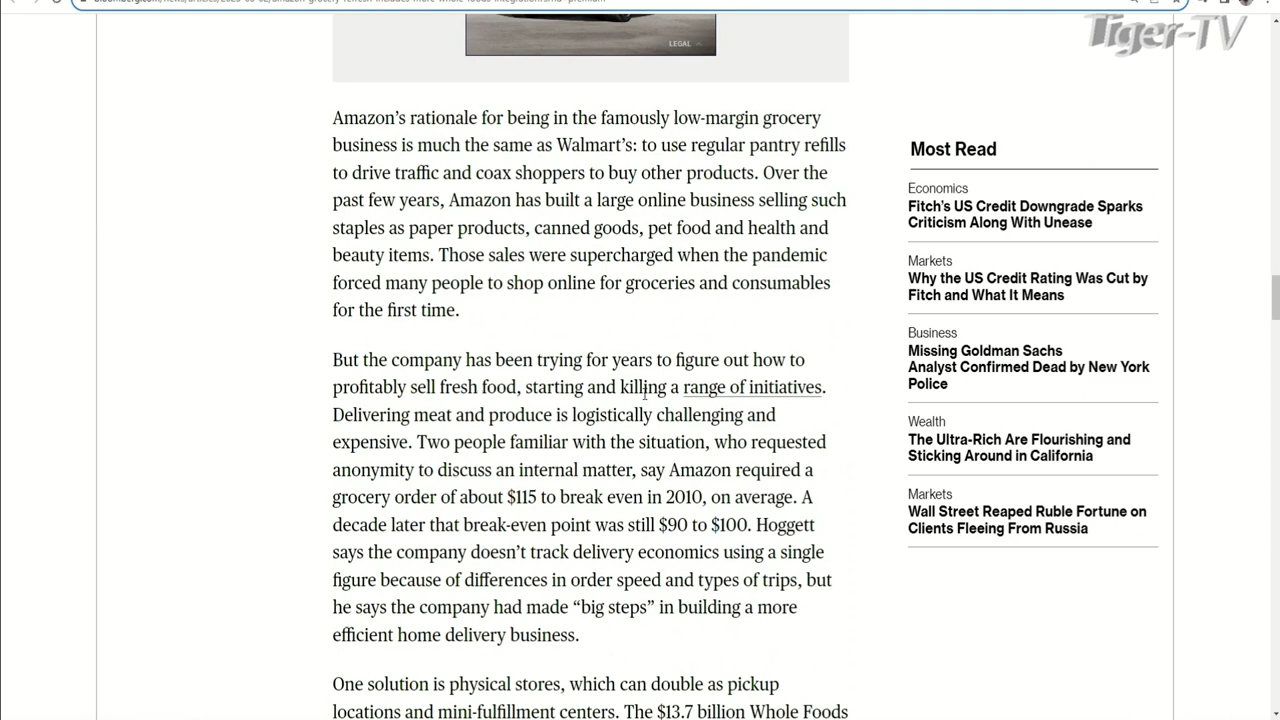 LEGAL
Tiger-TV
Amazon’s rationale for being in the famously low-margin grocery
business is much the same as Walmart’s: to use regular pantry refills
to drive traffic and coax shoppers to buy other products. Over the
past few years, Amazon has built a large online business selling such
staples as paper products, canned goods, pet food and health and
beauty items. Those sales were supercharged when the pandemic
forced many people to shop online for groceries and consumables
for the first time.
But the company has been trying for years to figure out how to
profitably sell fresh food, starting and killing a range of initiatives.
Delivering meat and produce is logistically challenging and
expensive. Two people familiar with the situation, who requested
anonymity to discuss an internal matter, say Amazon required a
grocery order of about $115 to break even in 2010, on average. A
decade later that break-even point was still $90 to $100. Hoggett
says the company doesn’t track delivery economics using a single
figure because of differences in order speed and types of trips, but
he says the company had made “big steps” in building a more
efficient home delivery business.
One solution is physical stores, which can double as pickup
locations and mini-fulfillment centers. The $13.7 billion Whole Foods
Most Read
Economics
Fitch’s US Credit Downgrade Sparks
Criticism Along With Unease
Markets
Why the US Credit Rating Was Cut by
Fitch and What It Means
Business
Missing Goldman Sachs
Analyst Confirmed Dead by New York
Police
Wealth
The Ultra-Rich Are Flourishing and
Sticking Around in California
Markets
Wall Street Reaped Ruble Fortune on
Clients Fleeing From Russia